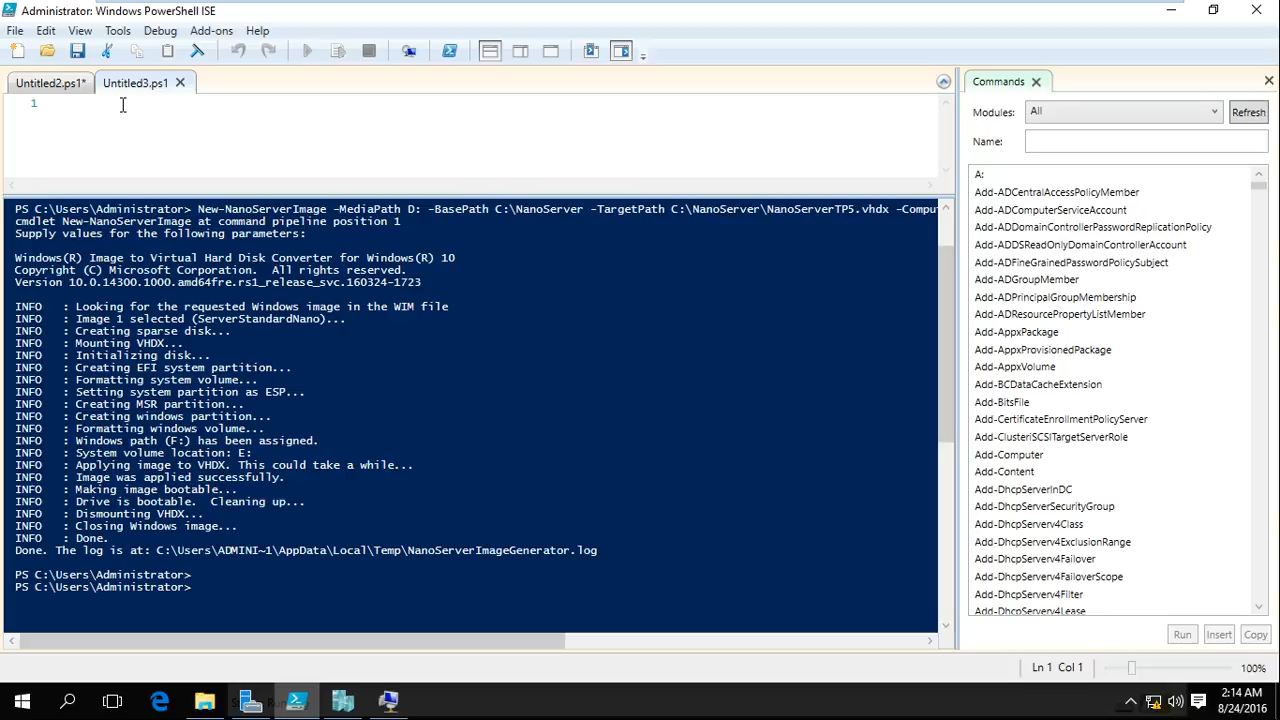 Administrator: Windows PowerShell ISE
File Edit View Tools Debug Add-ons Help
Untitled2.ps1* Untitled3.ps1
1
PS C:\Users\Administrator> New-NanoServerImage -MediaPath D: -BasePath C:\NanoServer -TargetPath C:\NanoServer\NanoServerTP5.vhdx -Comput
cmdlet New-NanoServerImage at command pipeline position 1
Supply values for the following parameters:
Windows(R) Image to Virtual Hard Disk Converter for Windows(R) 10
Copyright (C) Microsoft Corporation. All rights reserved.
Version 10.0.14300.1000.amd64fre.rs1_release_svc.160324-1723
INFO : Looking for the requested Windows image in the WIM file
INFO : Image 1 selected (ServerStandardNano)...
INFO : Creating sparse disk...
INFO : Mounting VHDX...
INFO : Initializing disk...
INFO : Creating EFI system partition...
INFO : Formatting system volume...
INFO : Setting system partition as ESP...
INFO : Creating MSR partition...
INFO : Creating windows partition...
INFO : Formatting windows volume...
INFO : Windows path (F:) has been assigned.
INFO : System volume location: E:
INFO : Applying image to VHDX. This could take a while...
INFO : Image was applied successfully.
INFO : Making image bootable...
INFO : Drive is bootable. Cleaning up...
INFO : Dismounting VHDX...
INFO : Closing Windows image...
INFO : Done.
Done. The log is at: C:\Users\ADMINI~1\AppData\Local\Temp\NanoServerImageGenerator.log
PS C:\Users\Administrator>
PS C:\Users\Administrator>
Commands
Modules: All Refresh
Name:
A:
Add-ADCentralAccessPolicyMember
Add-ADComputerServiceAccount
Add-ADDomainControllerPasswordReplicationPolicy
Add-ADDSReadOnlyDomainControllerAccount
Add-ADFineGrainedPasswordPolicySubject
Add-ADGroupMember
Add-ADPrincipalGroupMembership
Add-ADResourcePropertyListMember
Add-AppxPackage
Add-AppxProvisionedPackage
Add-AppxVolume
Add-BCDataCacheExtension
Add-BitsFile
Add-CertificateEnrollmentPolicyServer
Add-ClusteriSCSITargetServerRole
Add-Computer
Add-Content
Add-DhcpServerInDC
Add-DhcpServerSecurityGroup
Add-DhcpServerv4Class
Add-DhcpServerv4ExclusionRange
Add-DhcpServerv4Failover
Add-DhcpServerv4FailoverScope
Add-DhcpServerv4Filter
Add-DhcpServerv4Lease
Run Insert Copy
Ln 1 Col 1 100%
2:14 AM
8/24/2016